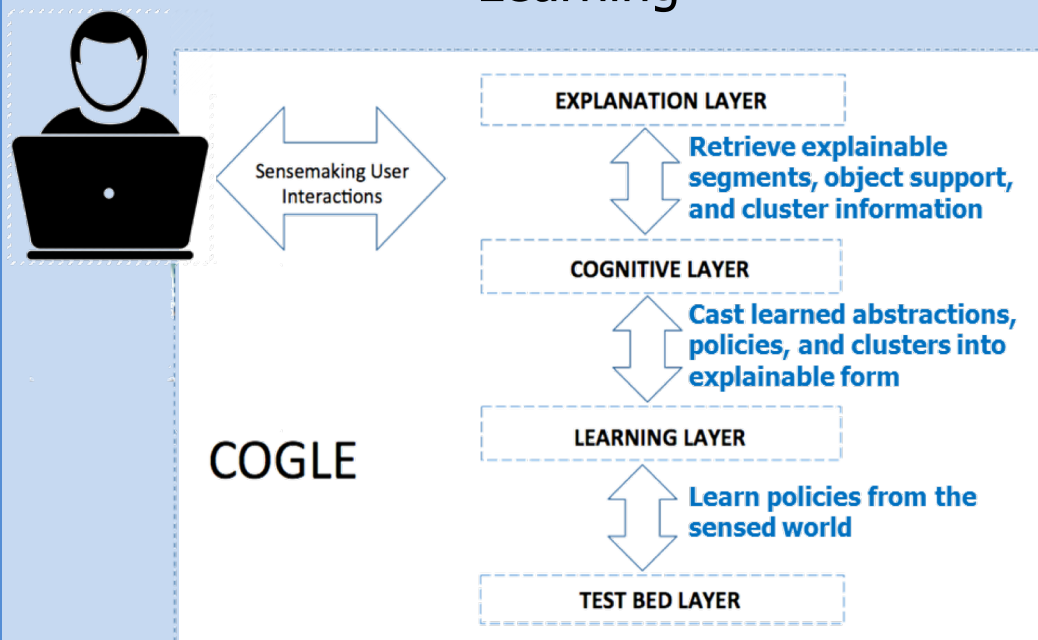 Learning
EXPLANATION LAYER
Retrieve explainable
segments, object support,
and cluster information
Sensemaking User
Interactions
COGNITIVE LAYER
Cast learned abstractions,
policies, and clusters into
explainable form
LEARNING LAYER
COGLE
Learn policies from the
sensed world
TEST BED LAYER